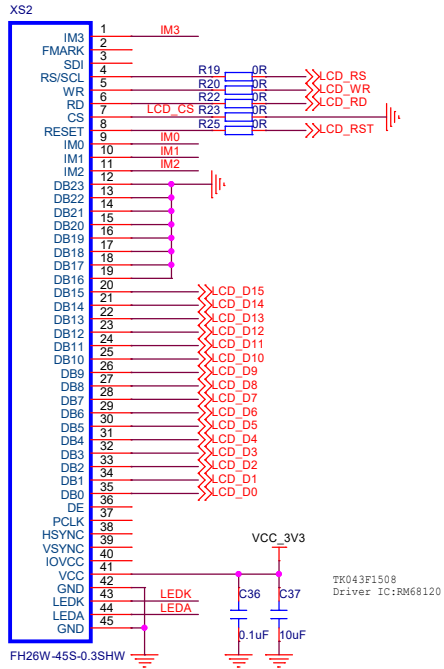 XS2
IM3 1 IM3
FMARK 2
SDI 3
RS/SCL 4 R19 0R LCD_RS
WR 5 R20 0R LCD_WR
RD 6 R22 0R LCD_RD
CS 7 LCD_CS R23 0R
RESET 8 R25 0R LCD_RST
IM0 9 IM0
IM1 10 IM1
IM2 11 IM2
DB23 12
DB22 13
DB21 14
DB20 15
DB19 16
DB18 17
DB17 18
DB16 19
DB15 20 LCD_D15
DB14 21 LCD_D14
DB13 22 LCD_D13
DB12 23 LCD_D12
DB11 24 LCD_D11
DB10 25 LCD_D10
DB9 26 LCD_D9
DB8 27 LCD_D8
DB7 28 LCD_D7
DB6 29 LCD_D6
DB5 30 LCD_D5
DB4 31 LCD_D4
DB3 32 LCD_D3
DB2 33 LCD_D2
DB1 34 LCD_D1
DB0 35 LCD_D0
DE 36
PCLK 37
HSYNC 38
VSYNC 39
IOVCC 40
VCC 41
GND 42
LEDK 43 LEDK
LEDA 44 LEDA
GND 45
VCC_3V3
C36 C37
0.1uF 10uF
TK043F1508
Driver IC:RM68120
FH26W-45S-0.3SHW